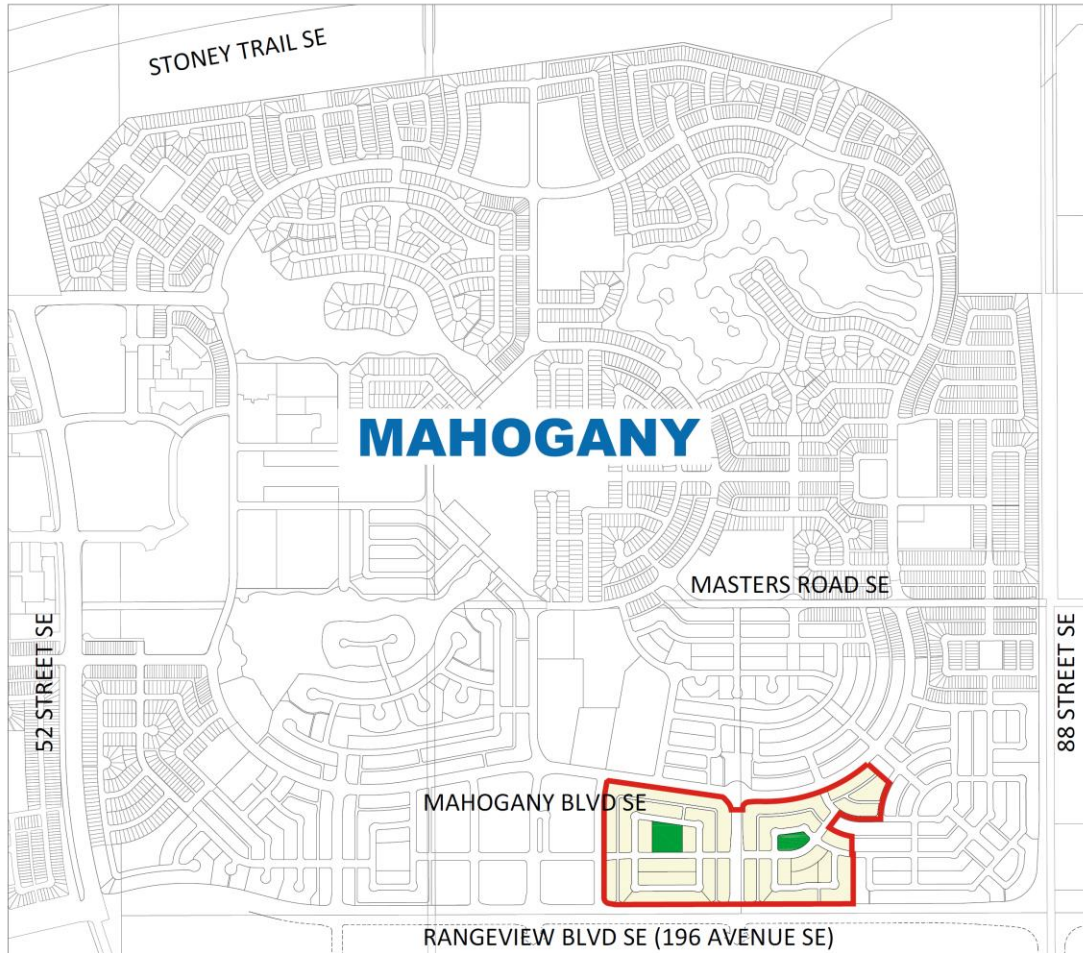 STONEY TRAIL SE
MAHOGANY
MASTERS ROAD SE
52 STREET SE
88 STREET SE
MAHOGANY BLVD SE
RANGEVIEW BLVD SE (196 AVENUE SE)